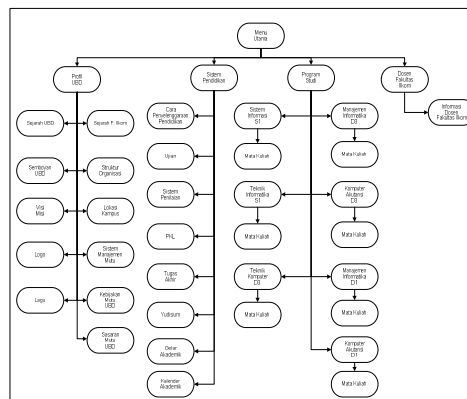 Menu
Utama
Profil
UBD
Sistem
Pendidikan
Program
Studi
Dosen
Fakultas
Ilkom
Sejarah UBD
Sejarah F. Ilkom
Semboyan
UBD
Struktur
Organisasi
Visi
Misi
Lokasi
Kampus
Logo
Sistem
Manajemen
Mutu
Kebijakan
Mutu
UBD
Sasaran
Mutu
UBD
Cara
Penyelenggaraan
Pendidikan
Ujian
Sistem
Penilaian
PHL
Tugas
Akhir
Yudisium
Gelar
Akademik
Kalender
Akademik
Sistem
Informasi
S1
Mata Kuliah
Teknik
Informatika
S1
Mata Kuliah
Teknik
Komputer
D3
Mata Kuliah
Manajemen
Informatika
D3
Mata Kuliah
Komputer
Akutansi
D3
Mata Kuliah
Manajemen
Informatika
D1
Mata Kuliah
Komputer
Akutansi
D1
Mata Kuliah
Informasi
Dosen
Fakultas Ilkom